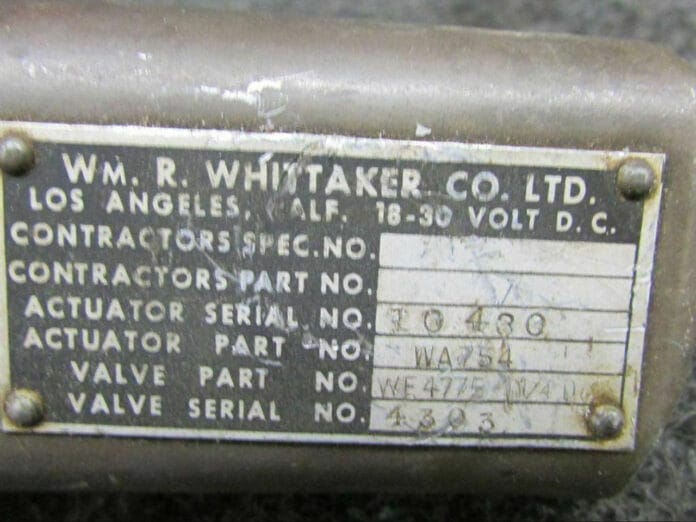 WM. R. WHITTAKER CO. LTD.
LOS ANGELES, CALF. 18-30 VOLT D.C.
CONTRACTORS SPEC. NO.
CONTRACTORS PART NO.
ACTUATOR SERIAL NO. 10430
ACTUATOR PART NO. WA754
VALVE PART NO. WE4775
VALVE SERIAL NO. 4303